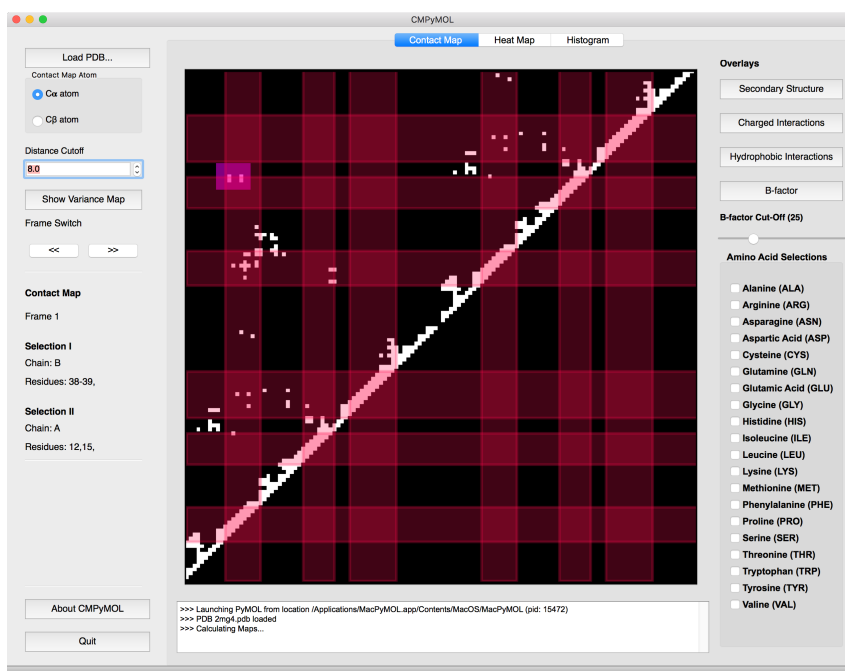 CMPyMOL
Contact Map
Heat Map
Histogram
Load PDB...
Contact Map Atom
Cα atom
Cβ atom
Distance Cutoff
8.0
Show Variance Map
Frame Switch
<<
>>
Contact Map
Frame 1
Selection I
Chain: B
Residues: 38-39,
Selection II
Chain: A
Residues: 12,15,
About CMPyMOL
Quit
>>> Launching PyMOL from location /Applications/MacPyMOL.app/Contents/MacOS/MacPyMOL (pid: 15472)
>>> PDB 2mg4.pdb loaded
>>> Calculating Maps...
Overlays
Secondary Structure
Charged Interactions
Hydrophobic Interactions
B-factor
B-factor Cut-Off (25)
Amino Acid Selections
Alanine (ALA)
Arginine (ARG)
Asparagine (ASN)
Aspartic Acid (ASP)
Cysteine (CYS)
Glutamine (GLN)
Glutamic Acid (GLU)
Glycine (GLY)
Histidine (HIS)
Isoleucine (ILE)
Leucine (LEU)
Lysine (LYS)
Methionine (MET)
Phenylalanine (PHE)
Proline (PRO)
Serine (SER)
Threonine (THR)
Tryptophan (TRP)
Tyrosine (TYR)
Valine (VAL)